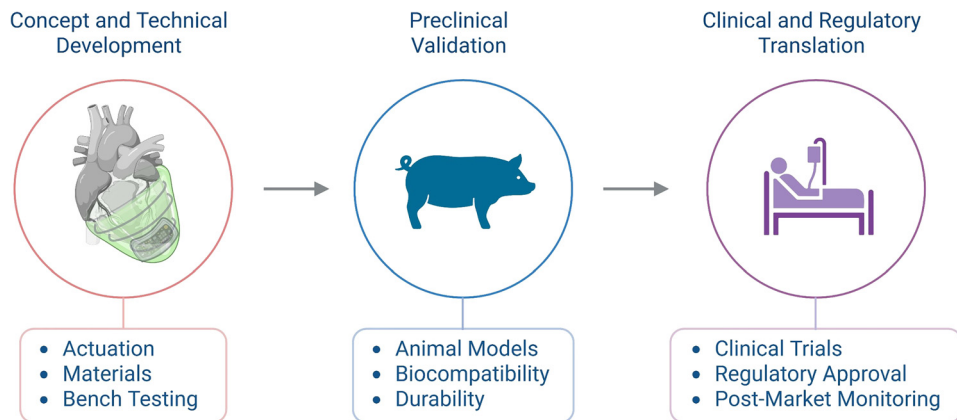 Concept and Technical
Development
Preclinical
Validation
Clinical and Regulatory
Translation
• Actuation
• Materials
• Bench Testing
• Animal Models
• Biocompatibility
• Durability
• Clinical Trials
• Regulatory Approval
• Post-Market Monitoring